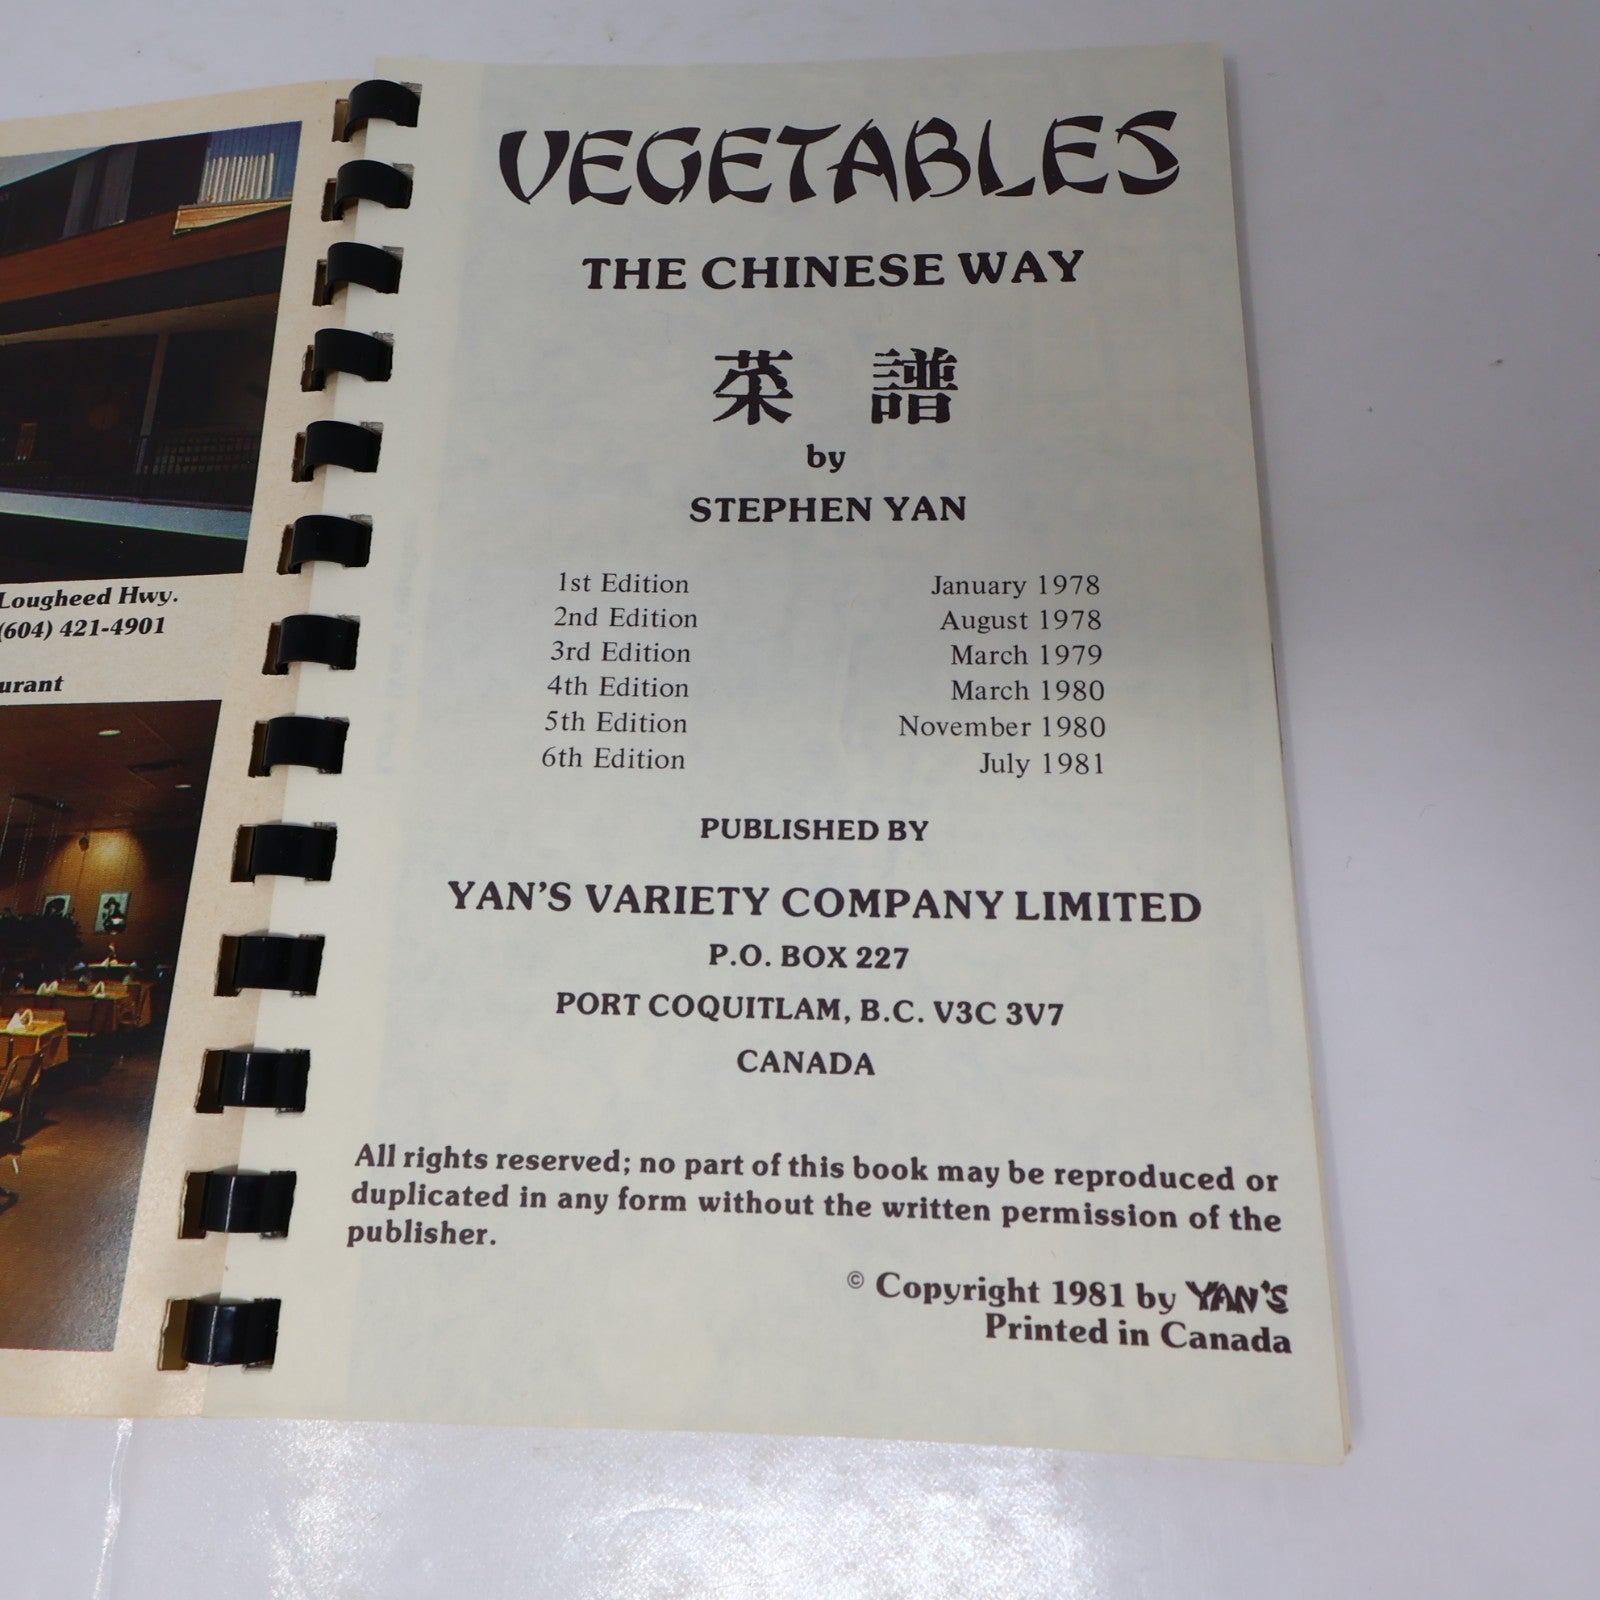 Lougheed Hwy.
(604) 421-4901
VEGETABLES
THE CHINESE WAY
菜 譜
by
STEPHEN YAN
1st Edition January 1978
2nd Edition August 1978
3rd Edition March 1979
4th Edition March 1980
5th Edition November 1980
6th Edition July 1981
PUBLISHED BY
YAN'S VARIETY COMPANY LIMITED
P.O. BOX 227
PORT COQUITLAM, B.C. V3C 3V7
CANADA
All rights reserved; no part of this book may be reproduced or
duplicated in any form without the written permission of the
publisher.
© Copyright 1981 by YAN'S
Printed in Canada